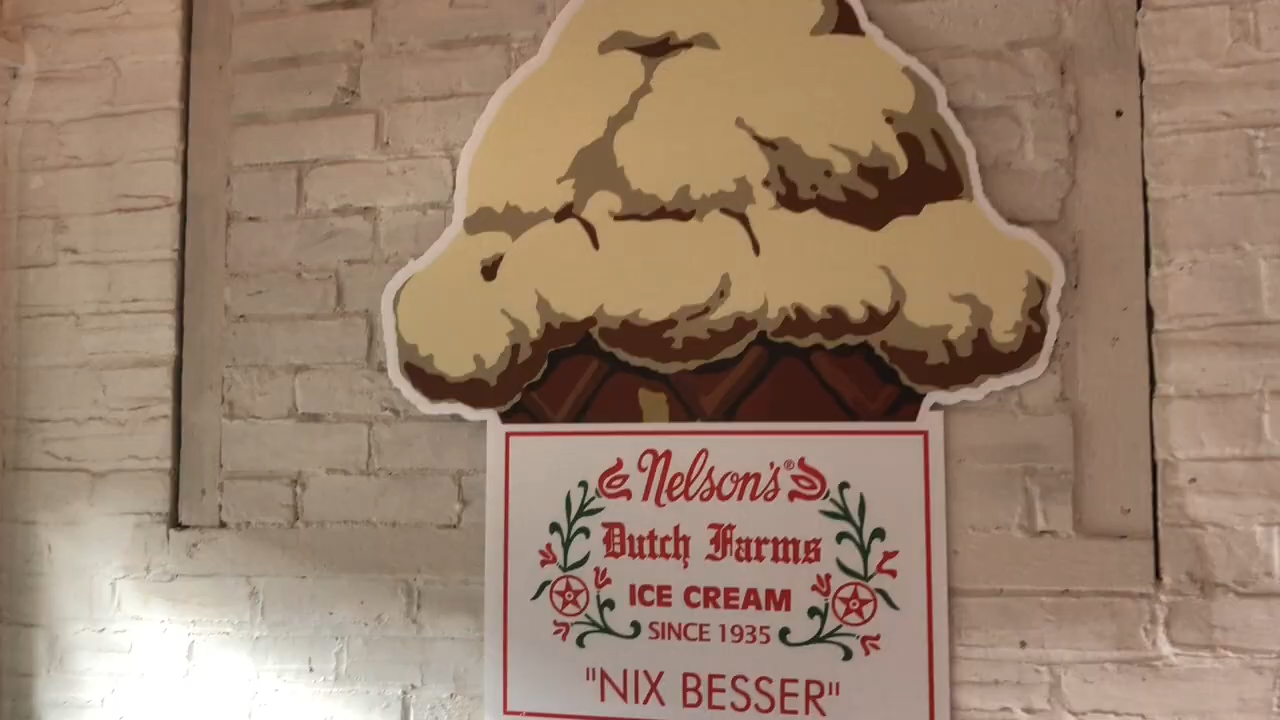 Nelson's®
Dutch Farms
ICE CREAM
SINCE 1935
"NIX BESSER"